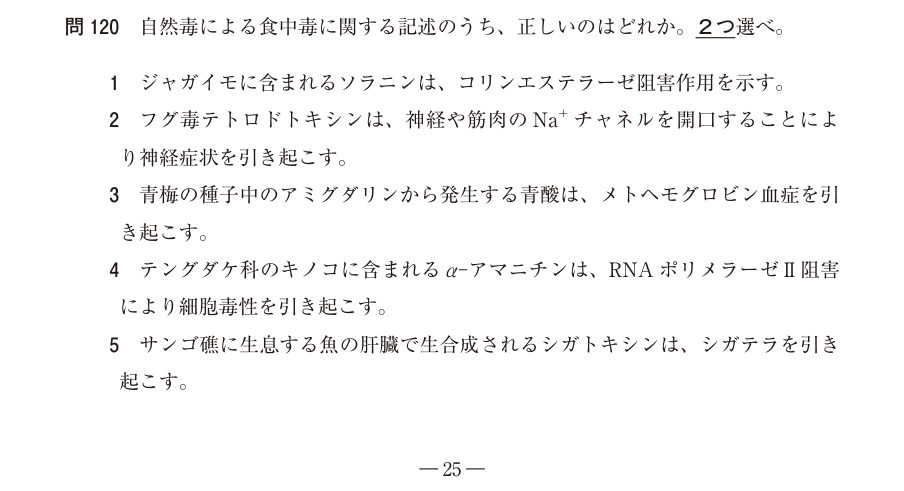 問 120　自然毒による食中毒に関する記述のうち、正しいのはどれか。２つ選べ。
1　ジャガイモに含まれるソラニンは、コリンエステラーゼ阻害作用を示す。
2　フグ毒テトロドトキシンは、神経や筋肉の Na⁺ チャネルを開口することによ
り神経症状を引き起こす。
3　青梅の種子中のアミグダリンから発生する青酸は、メトヘモグロビン血症を引
き起こす。
4　テングダケ科のキノコに含まれる α-アマニチンは、RNA ポリメラーゼⅡ阻害
により細胞毒性を引き起こす。
5　サンゴ礁に生息する魚の肝臓で生合成されるシガトキシンは、シガテラを引き
起こす。
― 25 ―